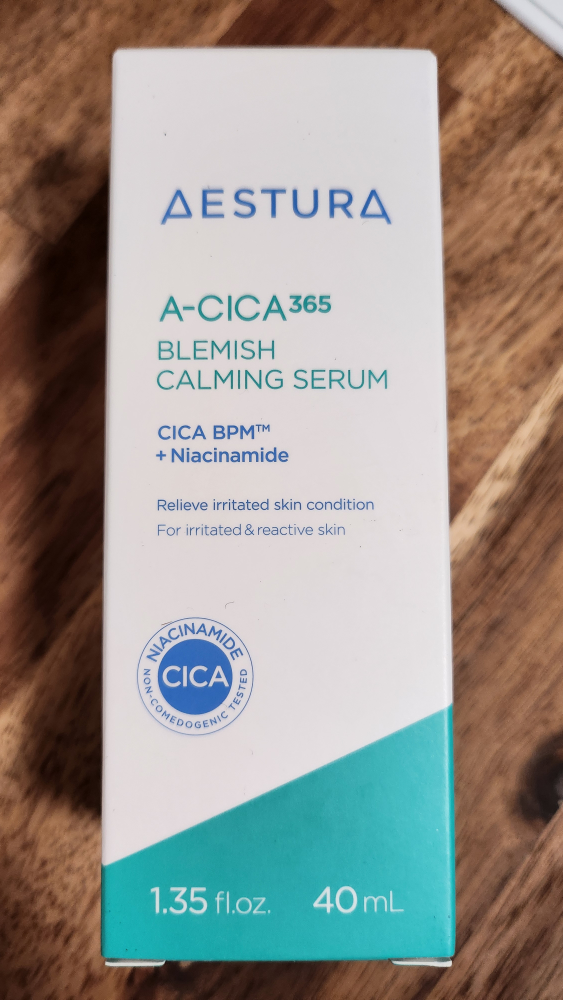 AESTURA
A-CICA³⁶⁵
BLEMISH
CALMING SERUM
CICA BPM™
+ Niacinamide
Relieve irritated skin condition
For irritated & reactive skin
NIACINAMIDE
CICA
NON-COMEDOGENIC TESTED
1.35 fl.oz. 40 mL